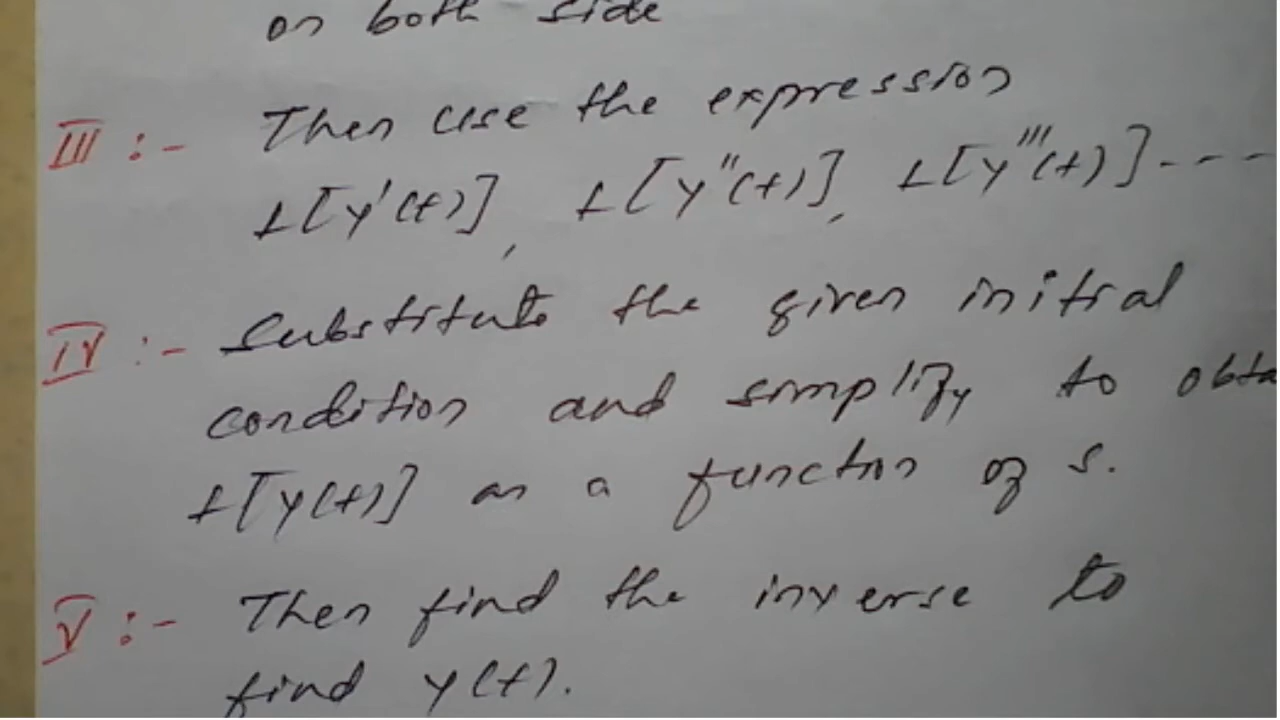 on both side
III :- Then use the expression
L[y'(t)], L[y''(t)], L[y'''(t)]----
IV :- Substitute the given initial
condition and simplify to obta
L[y(t)] as a function of s.
V :- Then find the inverse to
find y(t).